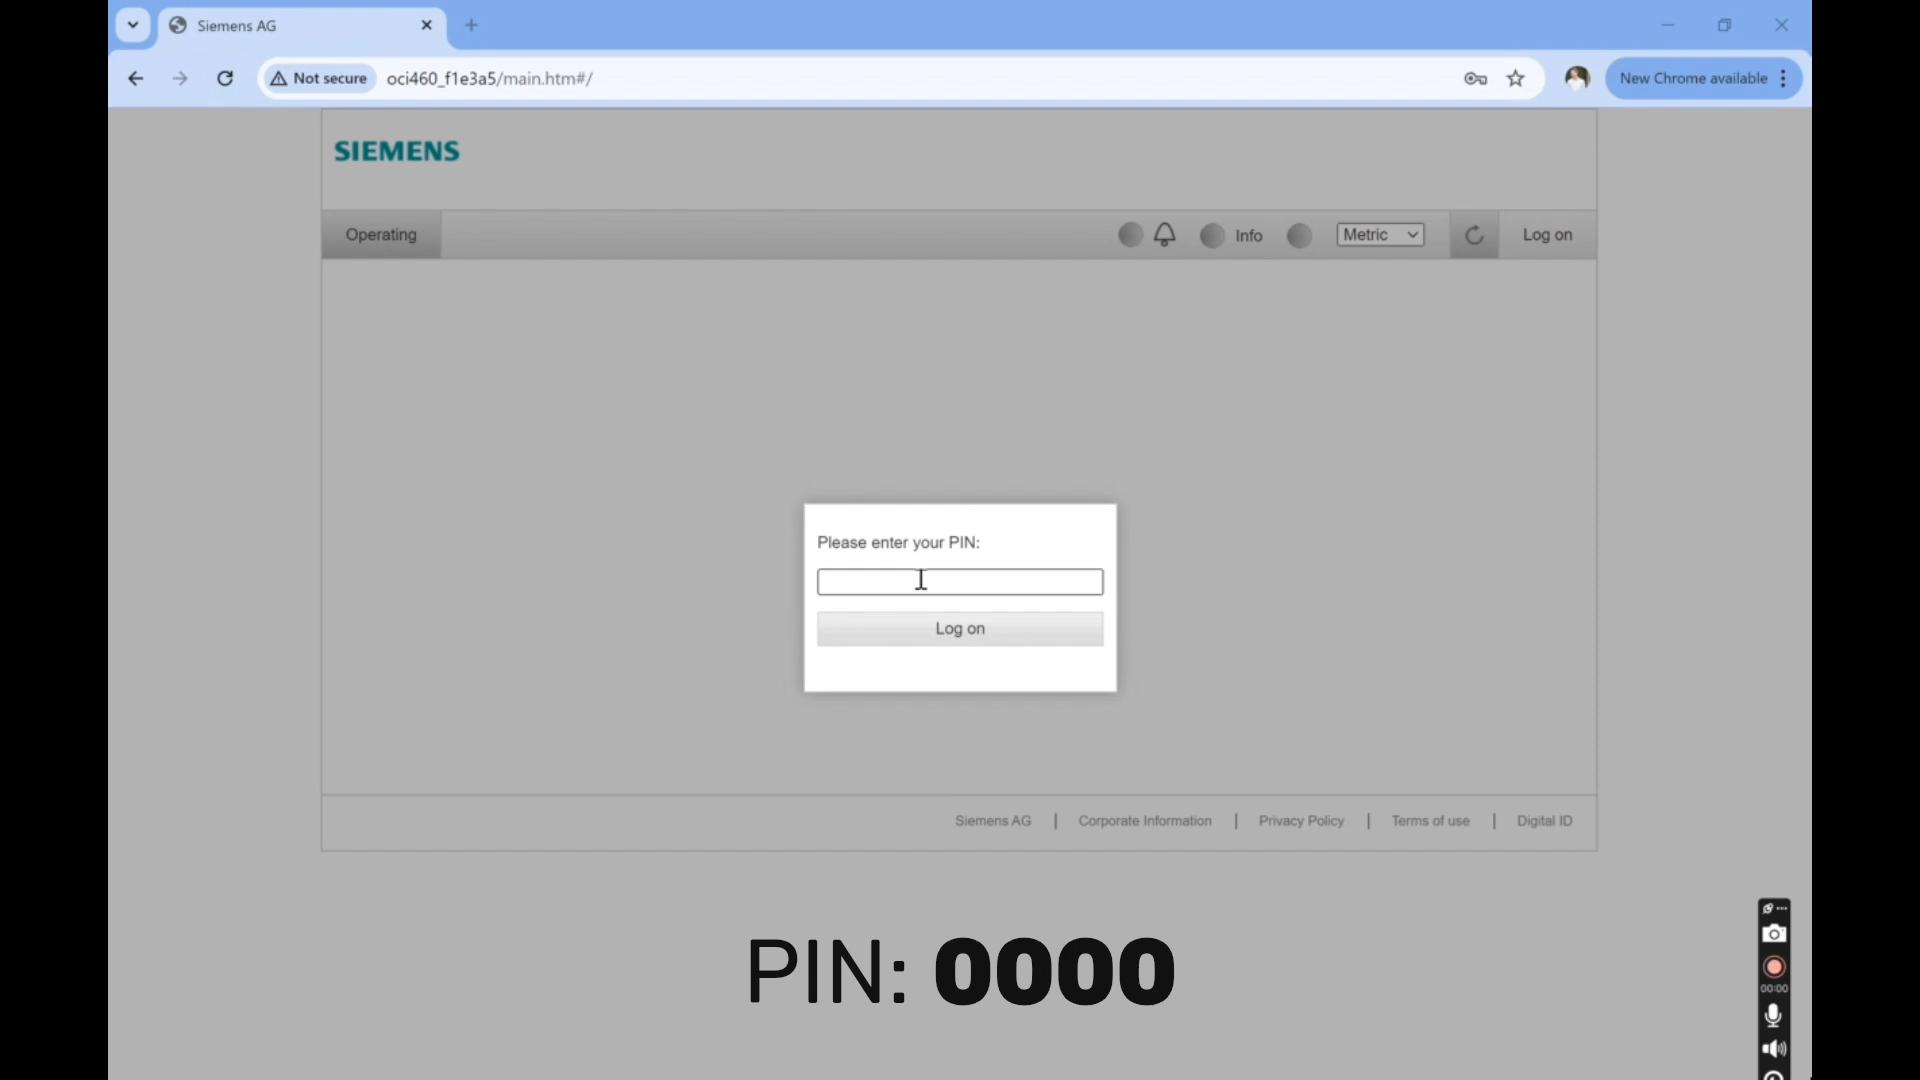 Siemens AG
Not secure
oci460_f1e3a5/main.htm#/
New Chrome available
SIEMENS
Operating
Info
Metric
Log on
Please enter your PIN:
Log on
Siemens AG | Corporate Information | Privacy Policy | Terms of use | Digital ID
PIN: 0000
00:00